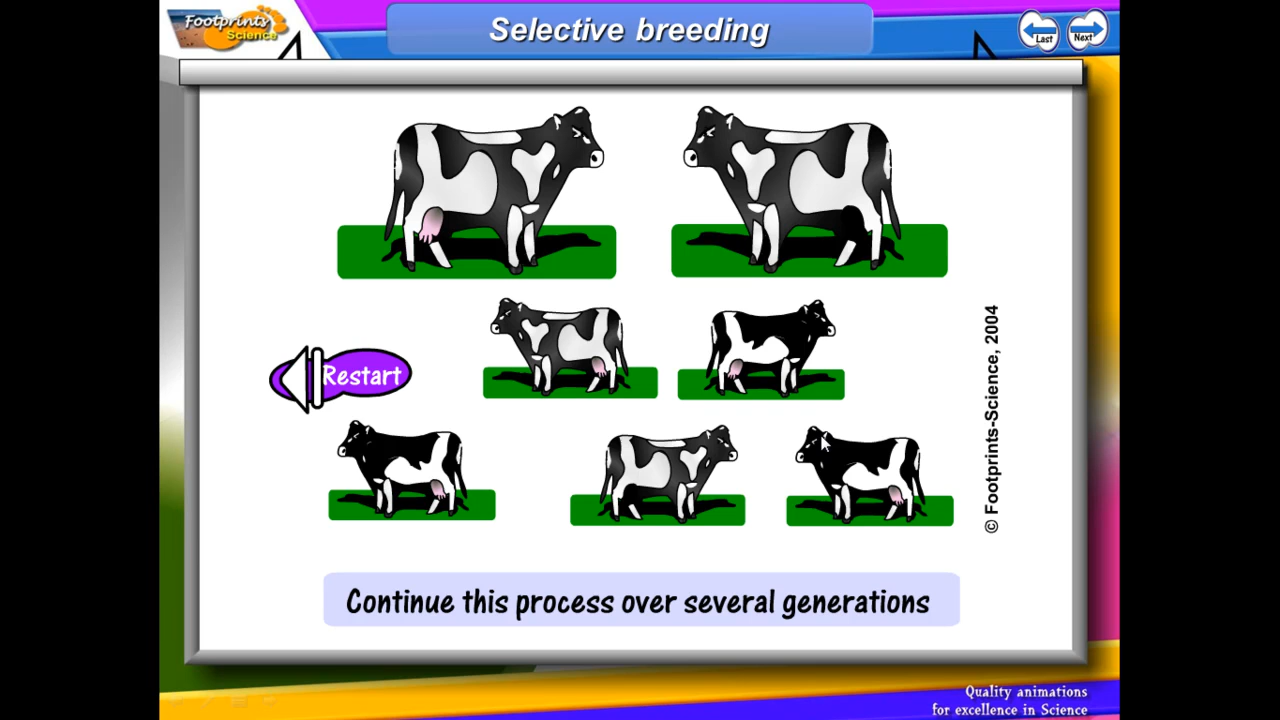 Footprints
Science
Selective breeding
Last
Next
Restart
© Footprints-Science, 2004
Continue this process over several generations
Quality animations
for excellence in Science